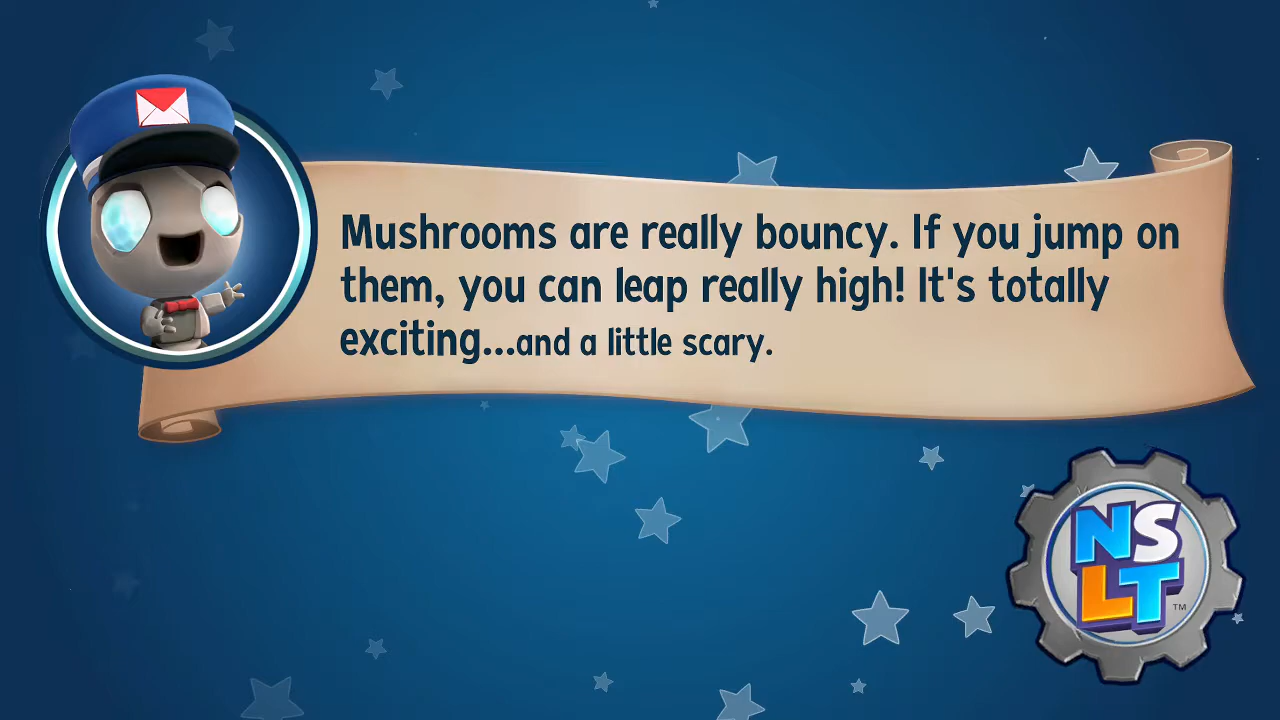 Mushrooms are really bouncy. If you jump on
them, you can leap really high! It's totally
exciting...and a little scary.
NS
LT
TM